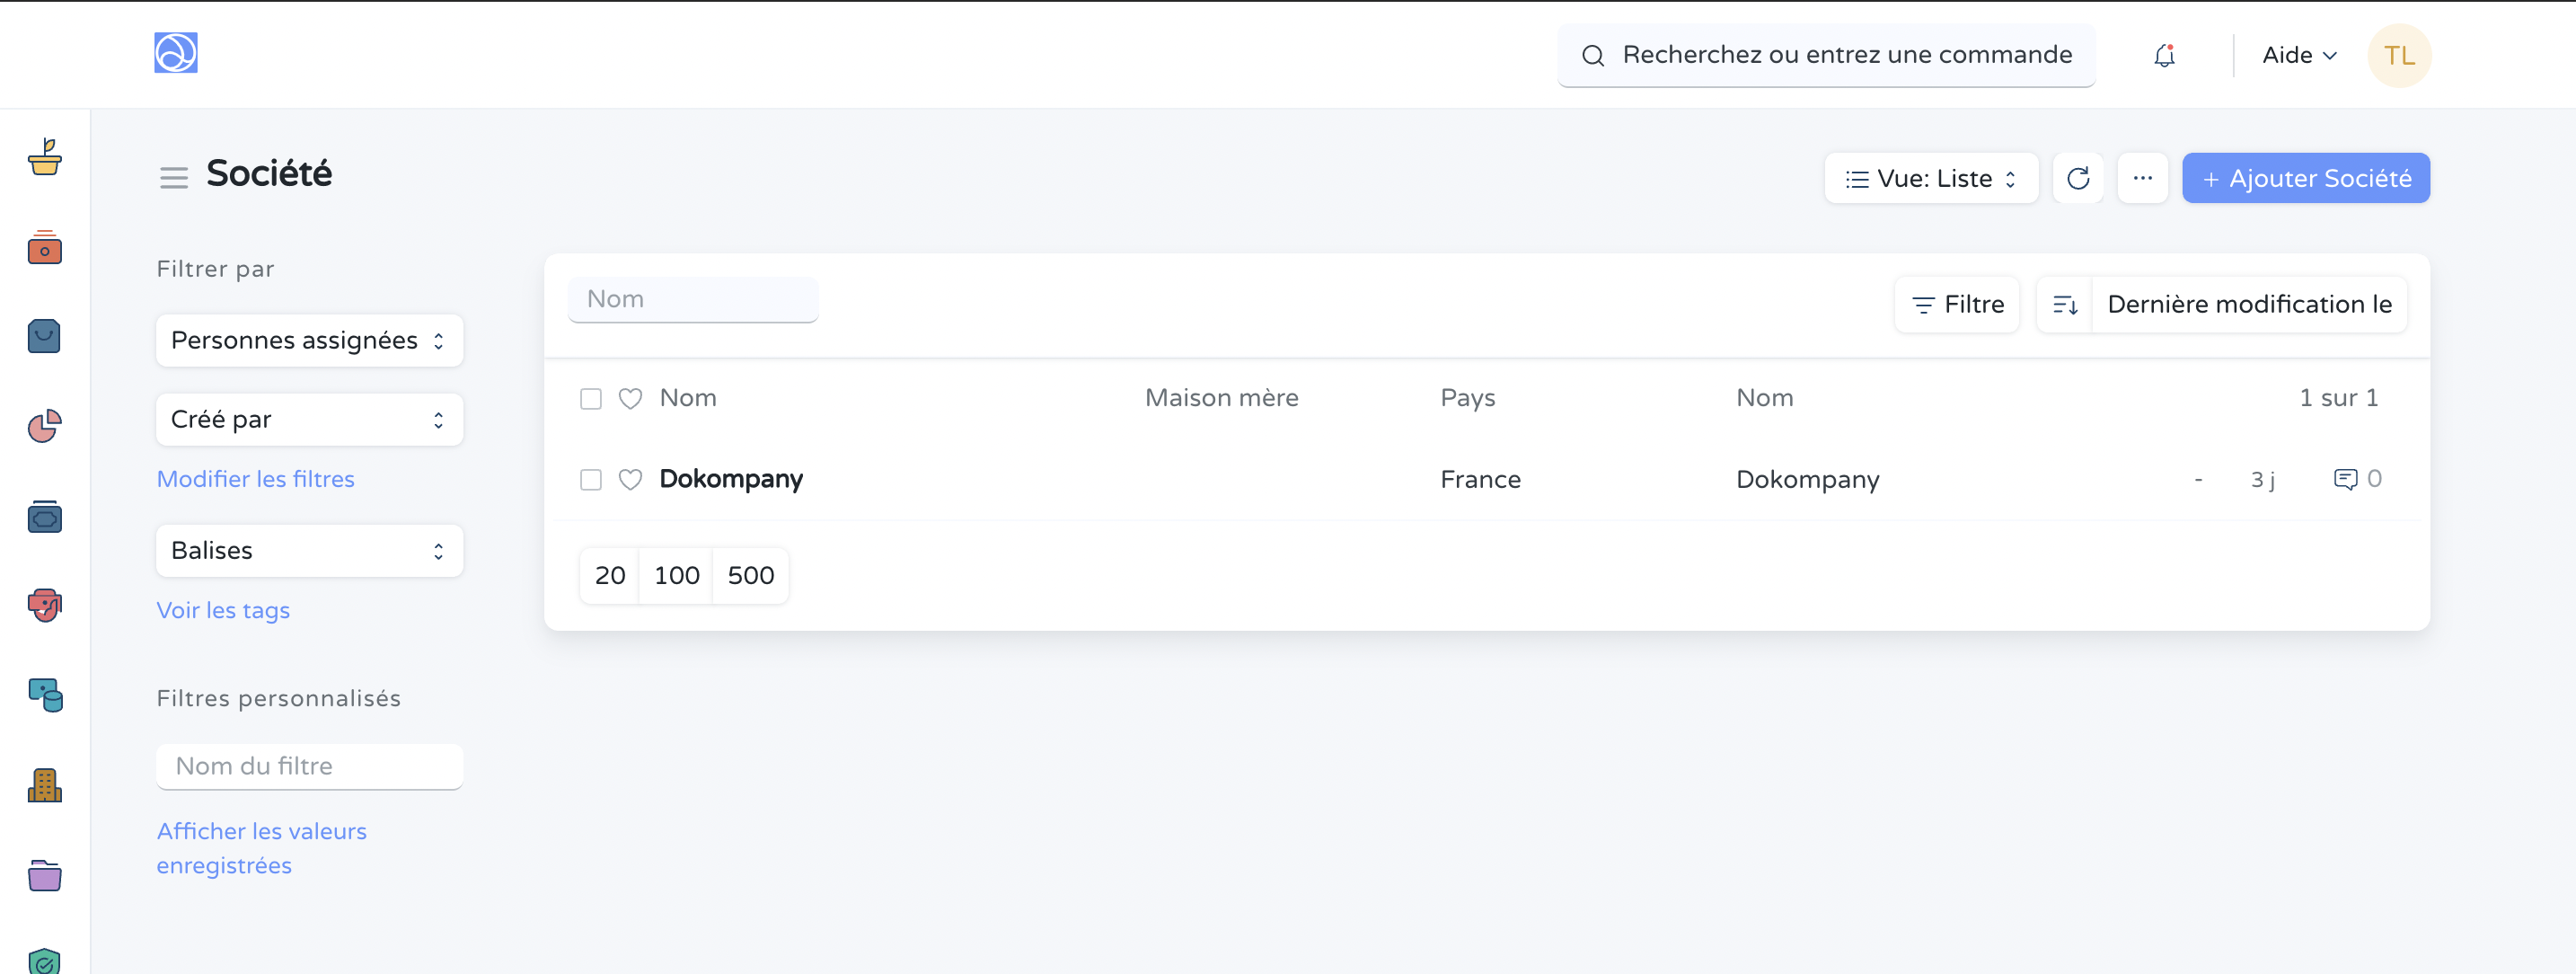 Recherchez ou entrez une commande
Aide
TL
Société
Vue: Liste
+ Ajouter Société
Filtrer par
Personnes assignées
Créé par
Modifier les filtres
Balises
Voir les tags
Filtres personnalisés
Nom du filtre
Afficher les valeurs
enregistrées
Nom
Filtre
Dernière modification le
Nom Maison mère Pays Nom 1 sur 1
Dokompany France Dokompany - 3 j 0
20 100 500